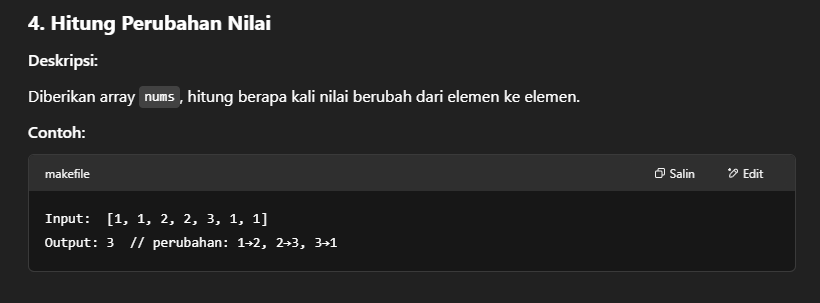 4. Hitung Perubahan Nilai
Deskripsi:
Diberikan array nums, hitung berapa kali nilai berubah dari elemen ke elemen.
Contoh:
makefile Salin Edit
Input:  [1, 1, 2, 2, 3, 1, 1]
Output: 3  // perubahan: 1→2, 2→3, 3→1